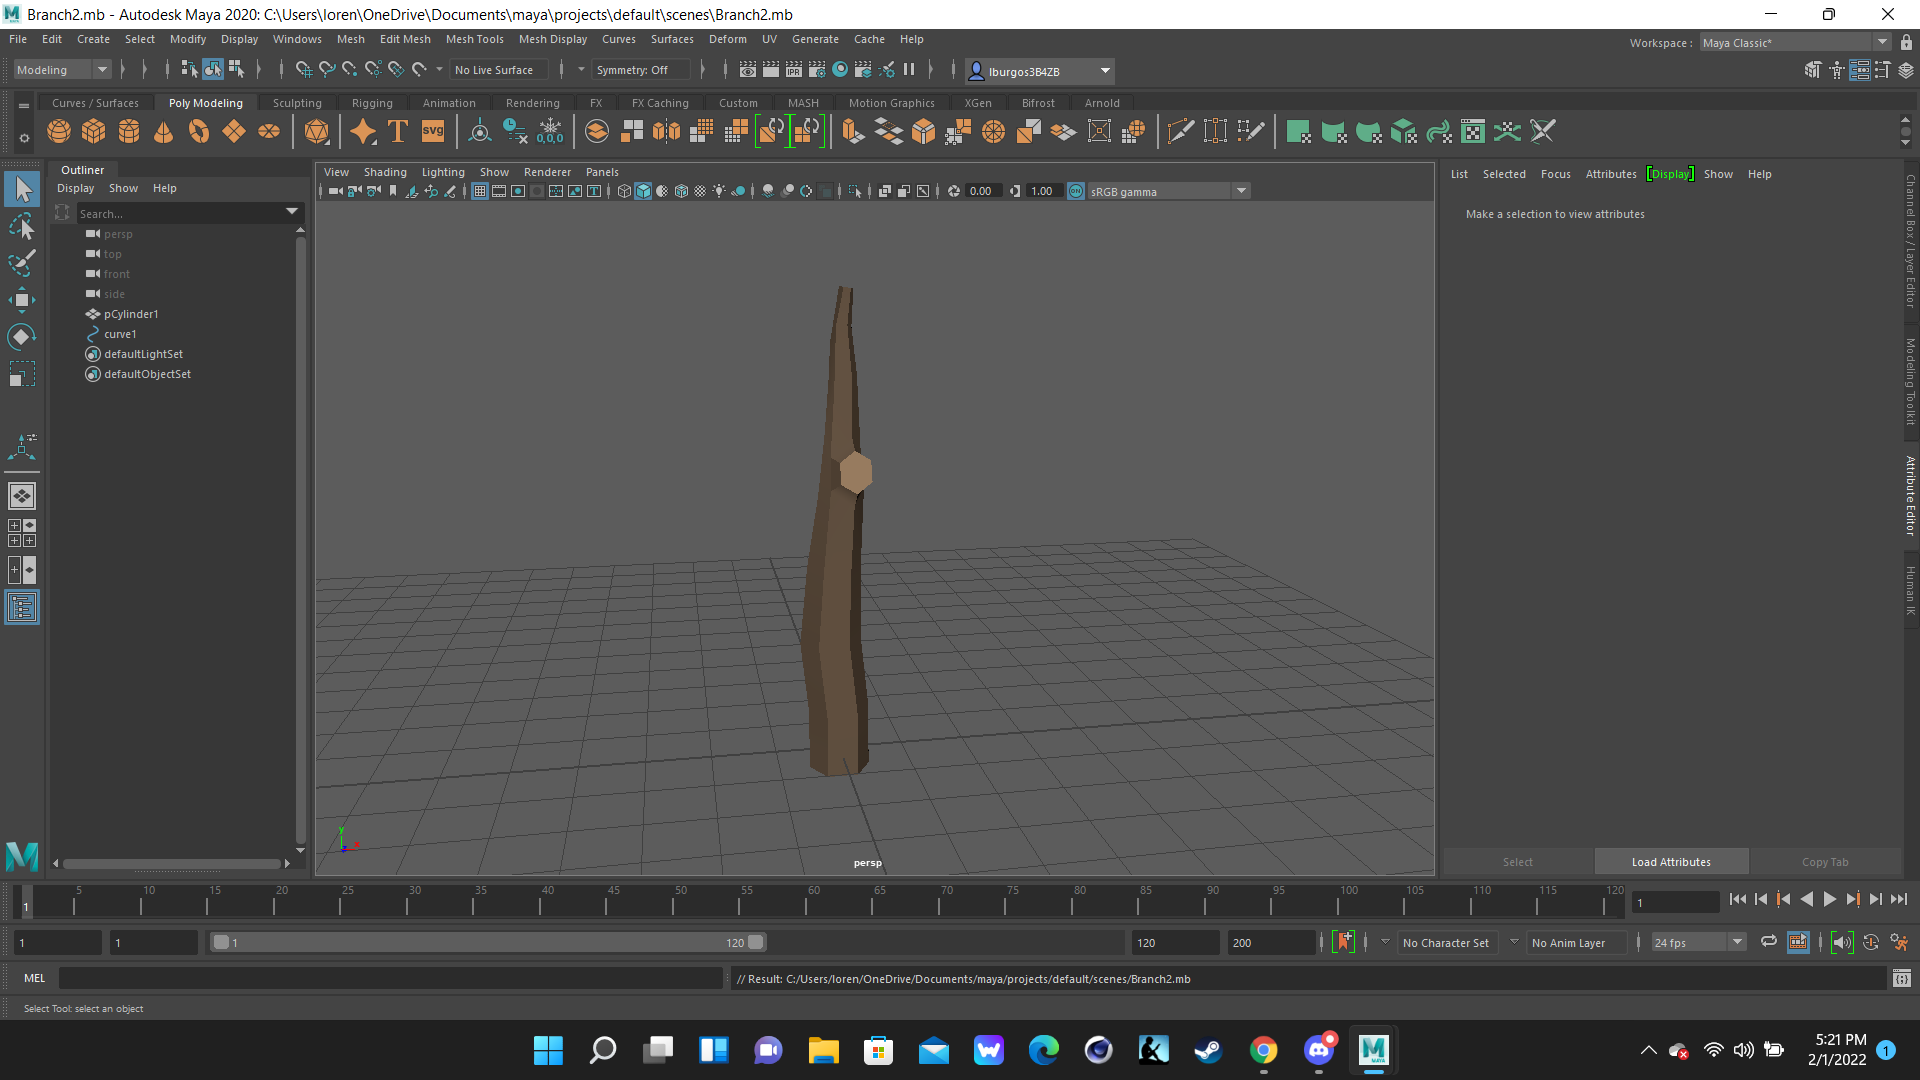 Branch2.mb - Autodesk Maya 2020: C:\Users\loren\OneDrive\Documents\maya\projects\default\scenes\Branch2.mb
File Edit Create Select Modify Display Windows Mesh Edit Mesh Mesh Tools Mesh Display Curves Surfaces Deform UV Generate Cache Help
Workspace : Maya Classic*
Modeling No Live Surface Symmetry: Off lburgos3B4ZB
Curves / Surfaces Poly Modeling Sculpting Rigging Animation Rendering FX FX Caching Custom MASH Motion Graphics XGen Bifrost Arnold
T SVG 0,0,0
Outliner
Display Show Help
Search...
persp
top
front
side
pCylinder1
curve1
defaultLightSet
defaultObjectSet
View Shading Lighting Show Renderer Panels
0.00 1.00 ON sRGB gamma
y
z x
persp
List Selected Focus Attributes Display Show Help
Make a selection to view attributes
Channel Box / Layer Editor
Modeling Toolkit
Attribute Editor
Human IK
Select Load Attributes Copy Tab
1 5 10 15 20 25 30 35 40 45 50 55 60 65 70 75 80 85 90 95 100 105 110 115 120 1
1 1 1 120 120 200 No Character Set No Anim Layer 24 fps
MEL // Result: C:/Users/loren/OneDrive/Documents/maya/projects/default/scenes/Branch2.mb
Select Tool: select an object
5:21 PM
2/1/2022 1